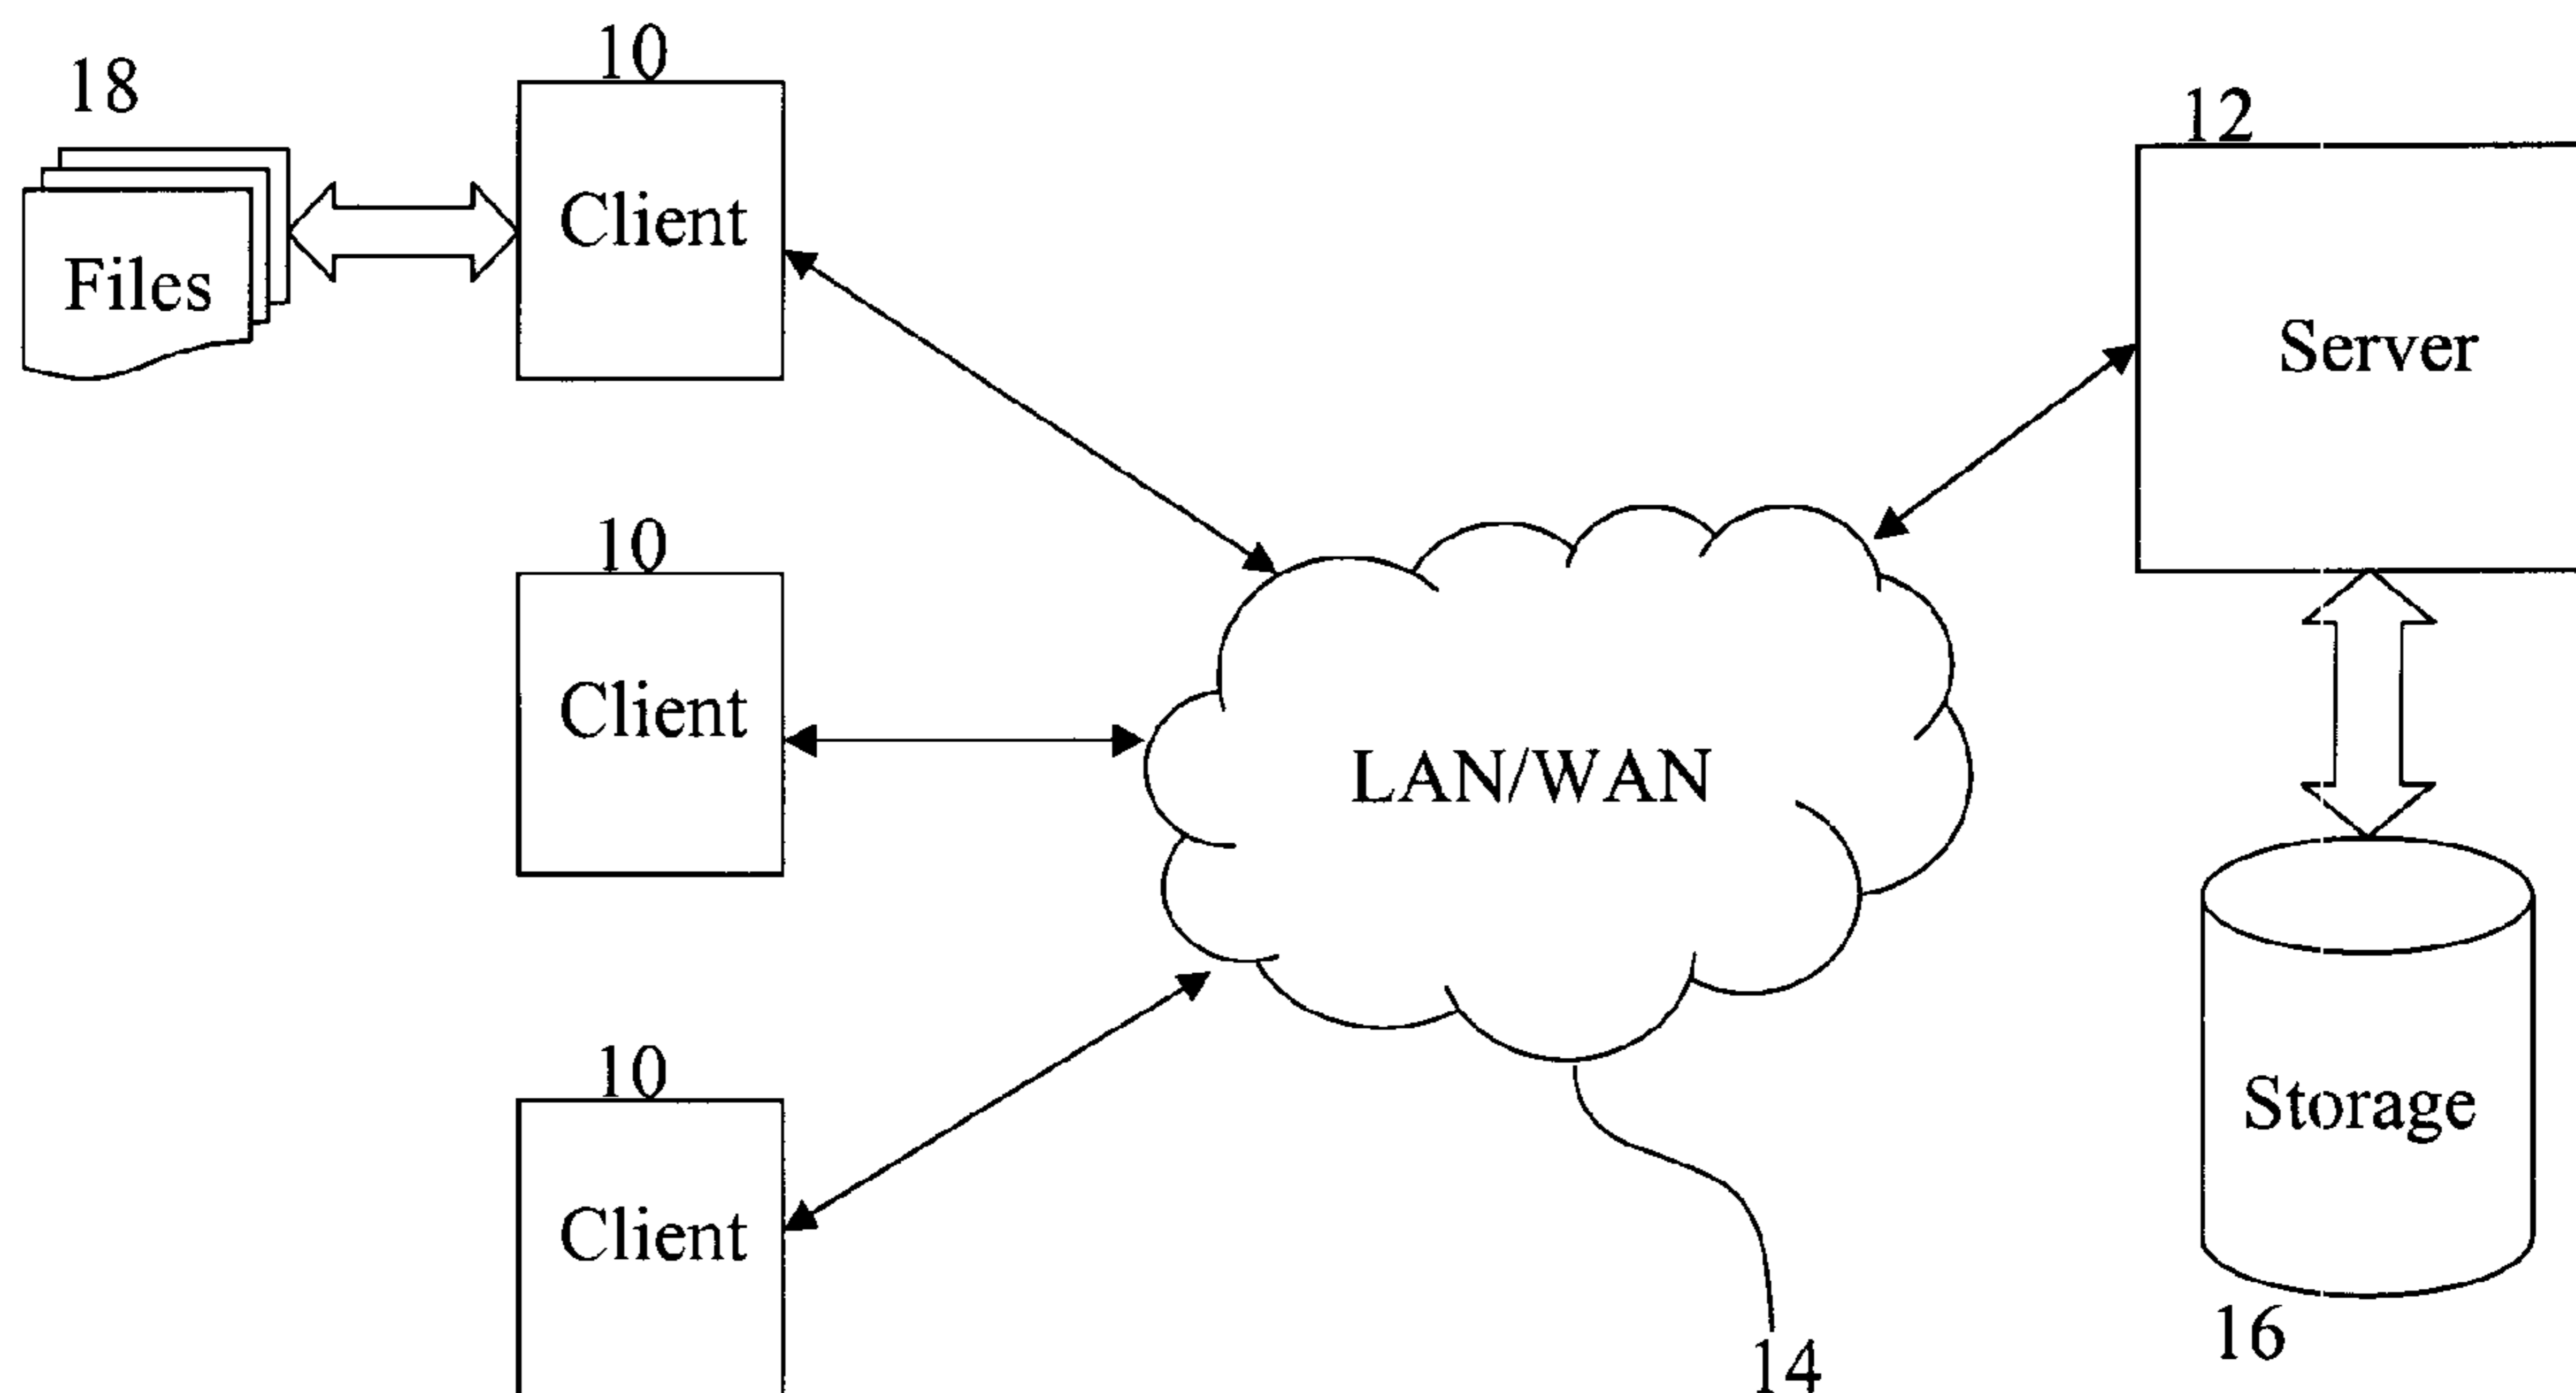 10
18
12
Client
Files
Server
10
Client
LAN/WAN
10
Storage
Client
16
14